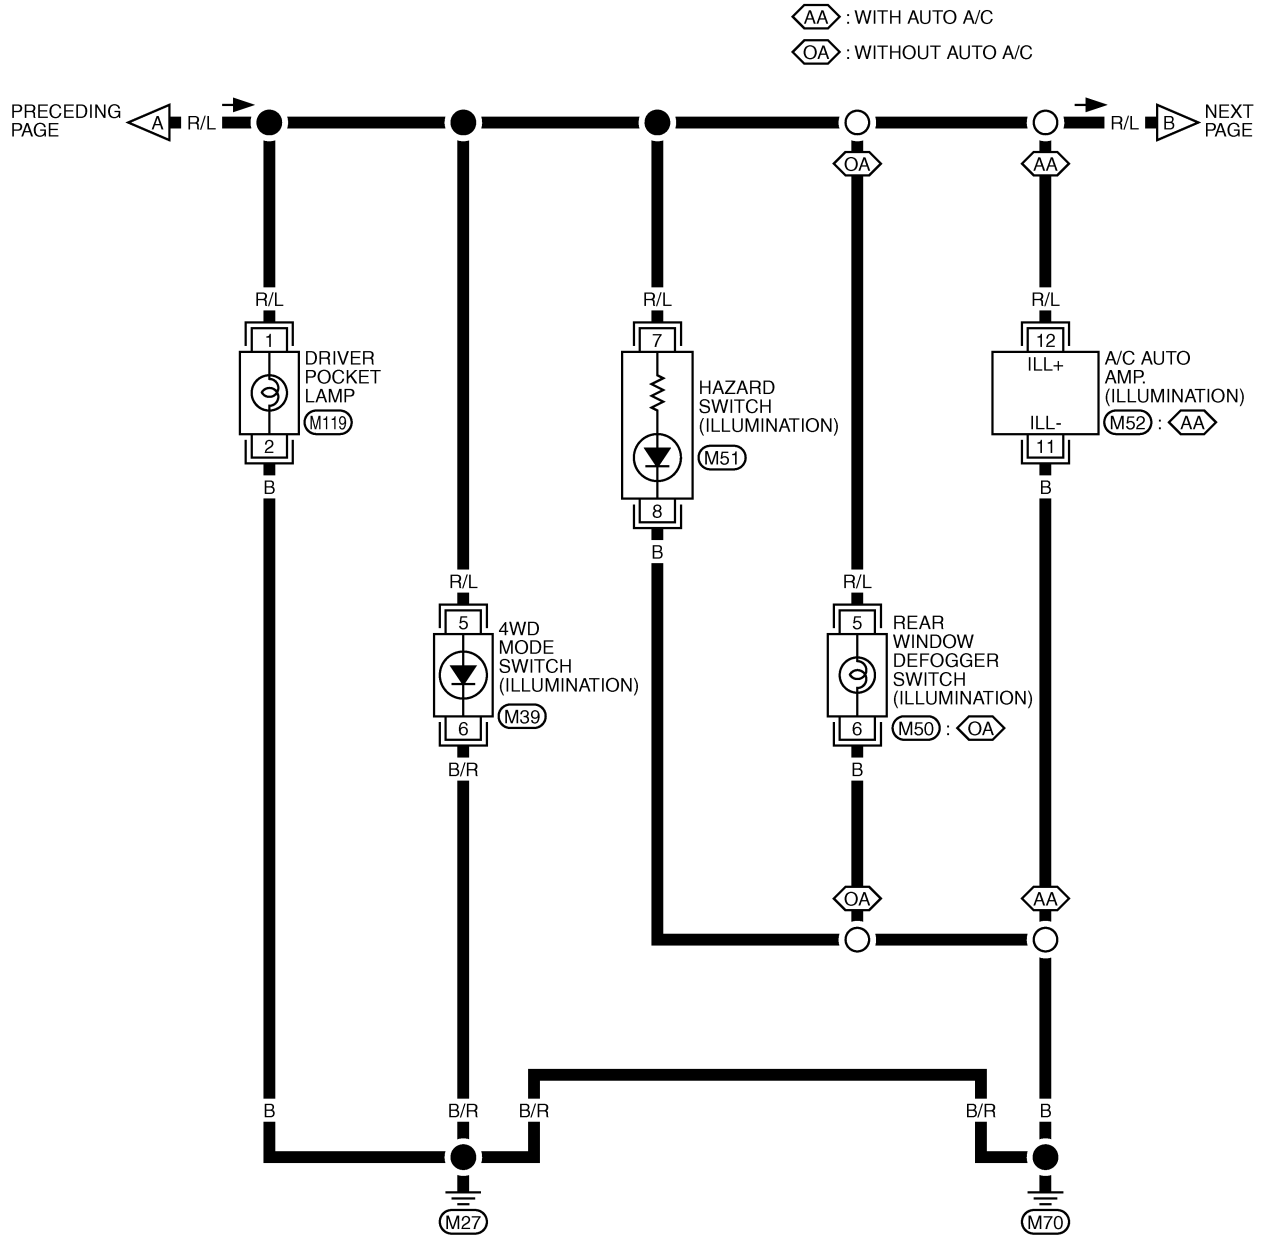 AA : WITH AUTO A/C
OA : WITHOUT AUTO A/C
PRECEDING
PAGE
A
R/L
R/L
B
NEXT
PAGE
OA
AA
R/L
R/L
R/L
1
DRIVER
POCKET
LAMP
M119
2
B
7
HAZARD
SWITCH
(ILLUMINATION)
M51
8
B
12
ILL+
ILL-
11
A/C AUTO
AMP.
(ILLUMINATION)
M52 : AA
B
R/L
5
4WD
MODE
SWITCH
(ILLUMINATION)
M39
6
B/R
R/L
5
REAR
WINDOW
DEFOGGER
SWITCH
(ILLUMINATION)
M50 : OA
6
B
OA
AA
B
B/R
B/R
B/R
B
M27
M70